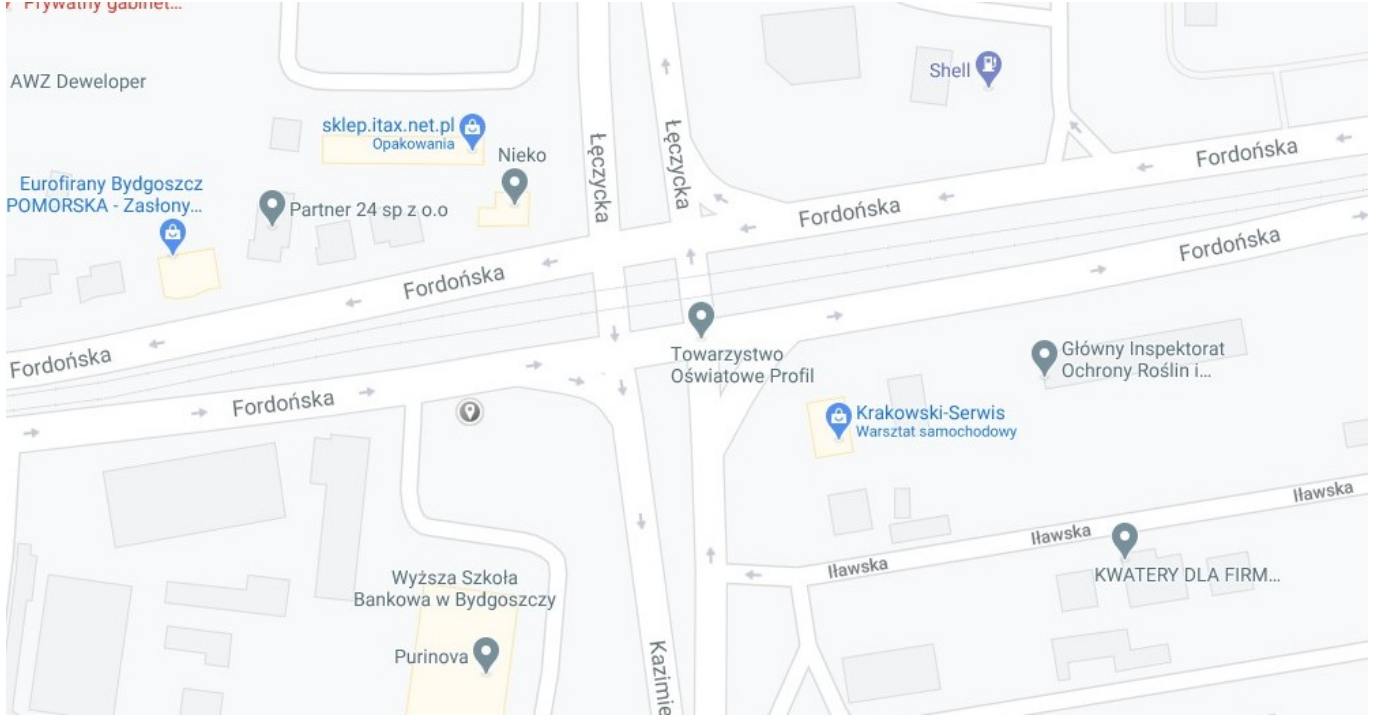 Prywatny gabinet...
AWZ Deweloper
Shell
sklep.itax.net.pl
Opakowania
Nieko
Łęczycka
Łęczycka
Fordońska
Eurofirany Bydgoszcz
POMORSKA - Zasłony...
Partner 24 sp z o.o
Fordońska
Fordońska
Fordońska
Fordońska
Towarzystwo
Oświatowe Profil
Główny Inspektorat
Ochrony Roślin i...
Fordońska
Krakowski-Serwis
Warsztat samochodowy
Iławska
Iławska
Iławska
KWATERY DLA FIRM...
Wyższa Szkoła
Bankowa w Bydgoszczy
Purinova
Kazimie